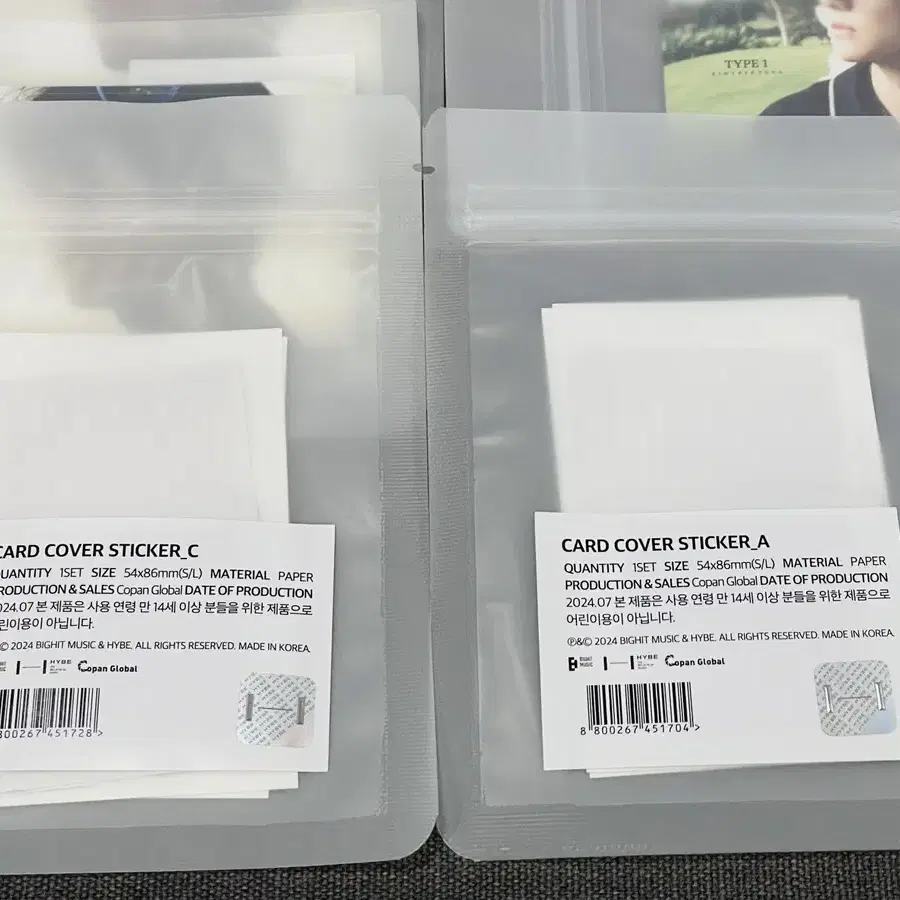 TYPE 1
CARD COVER STICKER_C
QUANTITY 1SET SIZE 54x86mm(S/L) MATERIAL PAPER
PRODUCTION & SALES Copan Global DATE OF PRODUCTION
2024.07 본 제품은 사용 연령 만 14세 이상 분들을 위한 제품으로
어린이용이 아닙니다.
© 2024 BIGHIT MUSIC & HYBE. ALL RIGHTS RESERVED. MADE IN KOREA.
HYBE Copan Global
800267 451728 >
CARD COVER STICKER_A
QUANTITY 1SET SIZE 54x86mm(S/L) MATERIAL PAPER
PRODUCTION & SALES Copan Global DATE OF PRODUCTION
2024.07 본 제품은 사용 연령 만 14세 이상 분들을 위한 제품으로
어린이용이 아닙니다.
℗&© 2024 BIGHIT MUSIC & HYBE. ALL RIGHTS RESERVED. MADE IN KOREA.
BIGHIT MUSIC HYBE Copan Global
8 800267 451704 >